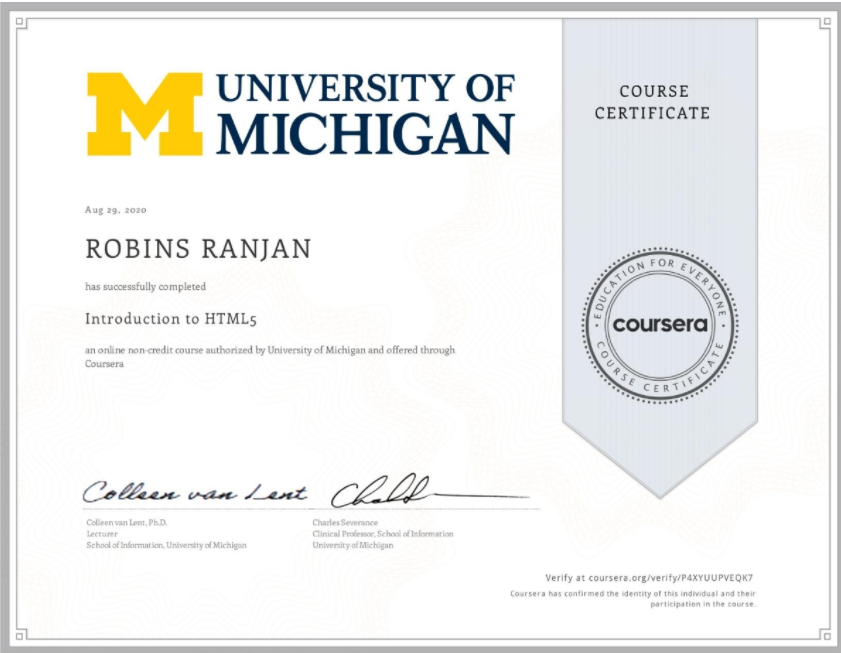 UNIVERSITY OF
MICHIGAN
COURSE
CERTIFICATE
Aug 29, 2020
ROBINS RANJAN
has successfully completed
Introduction to HTML5
an online non-credit course authorized by University of Michigan and offered through
Coursera
EDUCATION FOR EVERYONE
coursera
COURSE CERTIFICATE
Colleen van Lent
Colleen van Lent, Ph.D.
Lecturer
School of Information, University of Michigan
Charles Severance
Clinical Professor, School of Information
University of Michigan
Verify at coursera.org/verify/P4XYUUPVEQK7
Coursera has confirmed the identity of this individual and their
participation in the course.